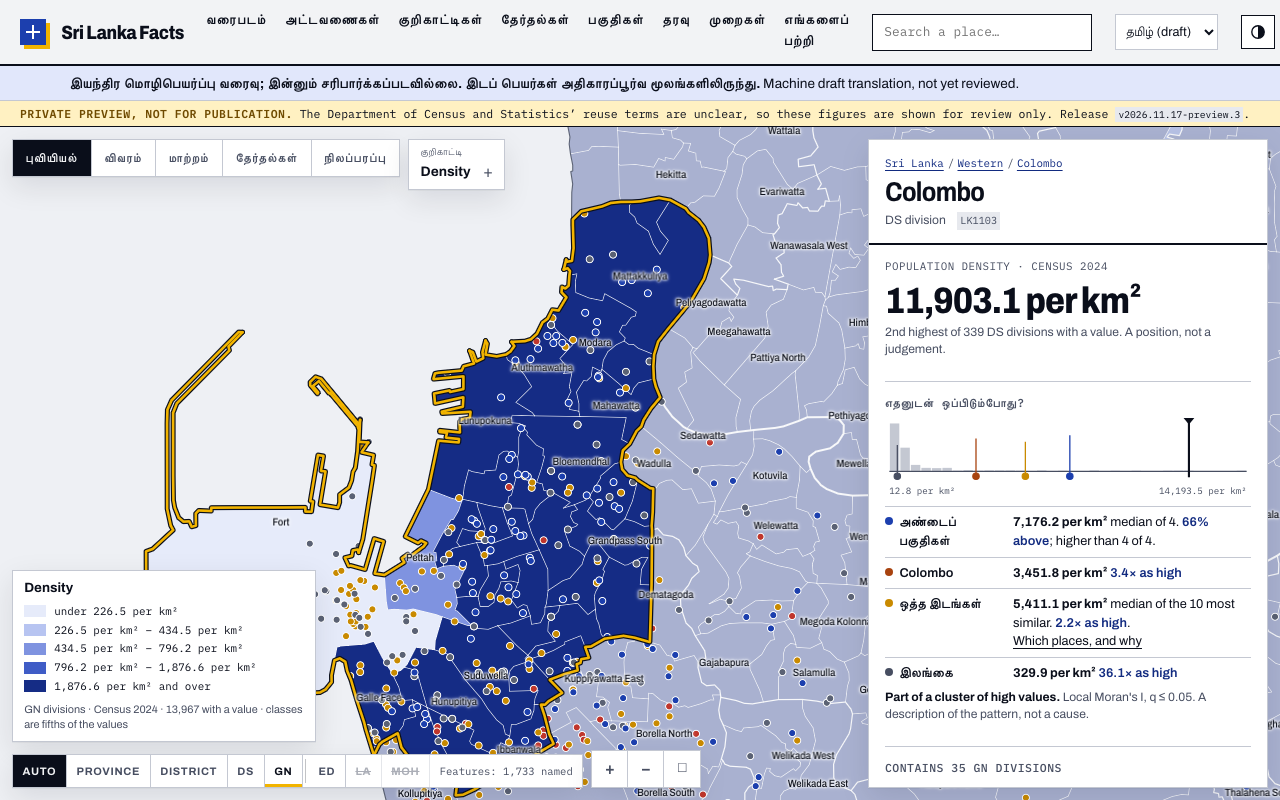 Sri Lanka Facts
வரைபடம் அட்டவணைகள் குறிகாட்டிகள் தேர்தல்கள் பகுதிகள் தரவு முறைகள் எங்களைப் பற்றி
Search a place…
தமிழ் (draft)
இயந்திர மொழிபெயர்ப்பு வரைவு; இன்னும் சரிபார்க்கப்படவில்லை. இடப் பெயர்கள் அதிகாரப்பூர்வ மூலங்களிலிருந்து. Machine draft translation, not yet reviewed.
PRIVATE PREVIEW, NOT FOR PUBLICATION. The Department of Census and Statistics’ reuse terms are unclear, so these figures are shown for review only. Release v2026.11.17-preview.3.
புவியியல் விவரம் மாற்றம் தேர்தல்கள் நிலப்பரப்பு
குறிகாட்டி
Density +
Wattala
Hekitta
Evariwatta
Wanawasala West
Mattakkuliya
Peliyagodawatta
Meegahawatta
Modara
Pattiya North
Aluthmawatha
Mahawatta
Lunupokuna
Sedawatta
Bloemendhal
Wadulla
Kotuvila
Fort
Welewatta
Grandpass South
Pettah
Dematagoda
Megoda Kolonna
Gajabapura
Suduwella
Kuppiyawatta East
Salamulla
Galle Face
Hunupitiya
Borella North
Welikada West
Kollupitiya
Borella South
Welikada East
Thalahena So
Density
under 226.5 per km²
226.5 per km² – 434.5 per km²
434.5 per km² – 796.2 per km²
796.2 per km² – 1,876.6 per km²
1,876.6 per km² and over
GN divisions · Census 2024 · 13,967 with a value · classes
are fifths of the values
AUTO PROVINCE DISTRICT DS GN ED LA MOH Features: 1,733 named
+ −
Sri Lanka / Western / Colombo
Colombo
DS division LK1103
POPULATION DENSITY · CENSUS 2024
11,903.1 per km²
2nd highest of 339 DS divisions with a value. A position, not a
judgement.
எதனுடன் ஒப்பிடும்போது?
12.8 per km² 14,193.5 per km²
அண்டைப் பகுதிகள் 7,176.2 per km² median of 4. 66%
above; higher than 4 of 4.
Colombo 3,451.8 per km² 3.4× as high
ஒத்த இடங்கள் 5,411.1 per km² median of the 10 most
similar. 2.2× as high.
Which places, and why
இலங்கை 329.9 per km² 36.1× as high
Part of a cluster of high values. Local Moran's I, q ≤ 0.05. A
description of the pattern, not a cause.
CONTAINS 35 GN DIVISIONS